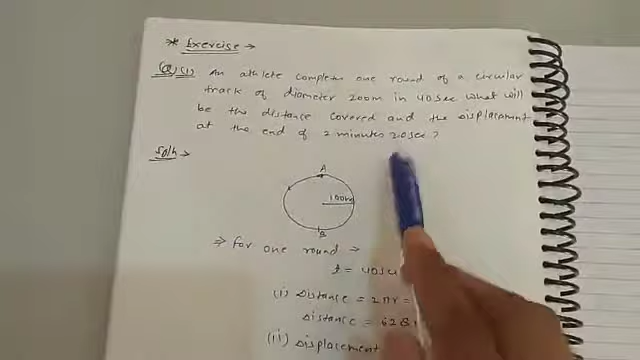 * Exercise →
(Q)(1) An athlete complete one round of a circular
track of diameter 200m in 40sec what will
be the distance covered and the displacement
at the end of 2 minutes 20sec?
Solh →
A
100m
B
⇒ for one round ⇒
t = 40sec
(i) Distance = 2πr =
Distance = 628
(ii) Displacement